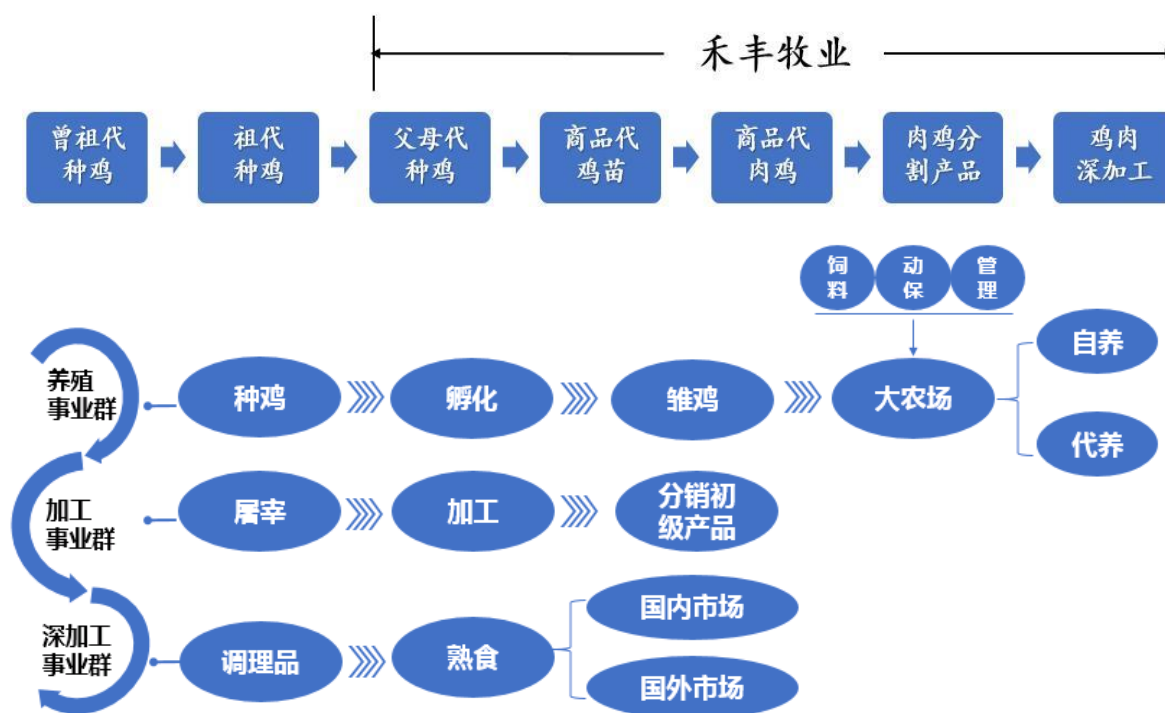 禾丰牧业
曾祖代
种鸡
祖代
种鸡
父母代
种鸡
商品代
鸡苗
商品代
肉鸡
肉鸡分
割产品
鸡肉
深加工
饲
料
动
保
管
理
养殖
事业群
种鸡
孵化
雏鸡
大农场
自养
代养
加工
事业群
屠宰
加工
分销初
级产品
深加工
事业群
调理品
熟食
国内市场
国外市场